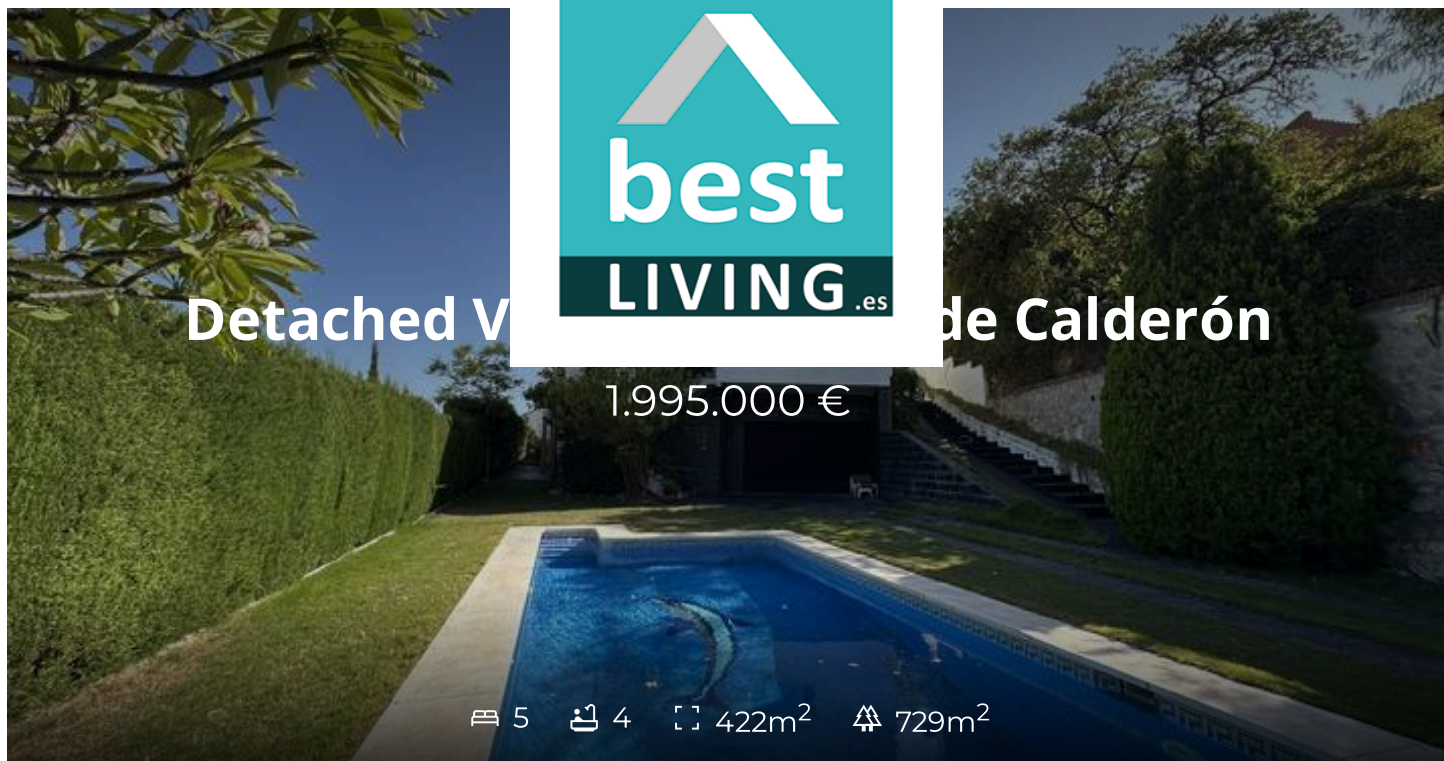 best
LIVING.es
Detached V de Calderón
1.995.000 €
5 4 422m² 729m²